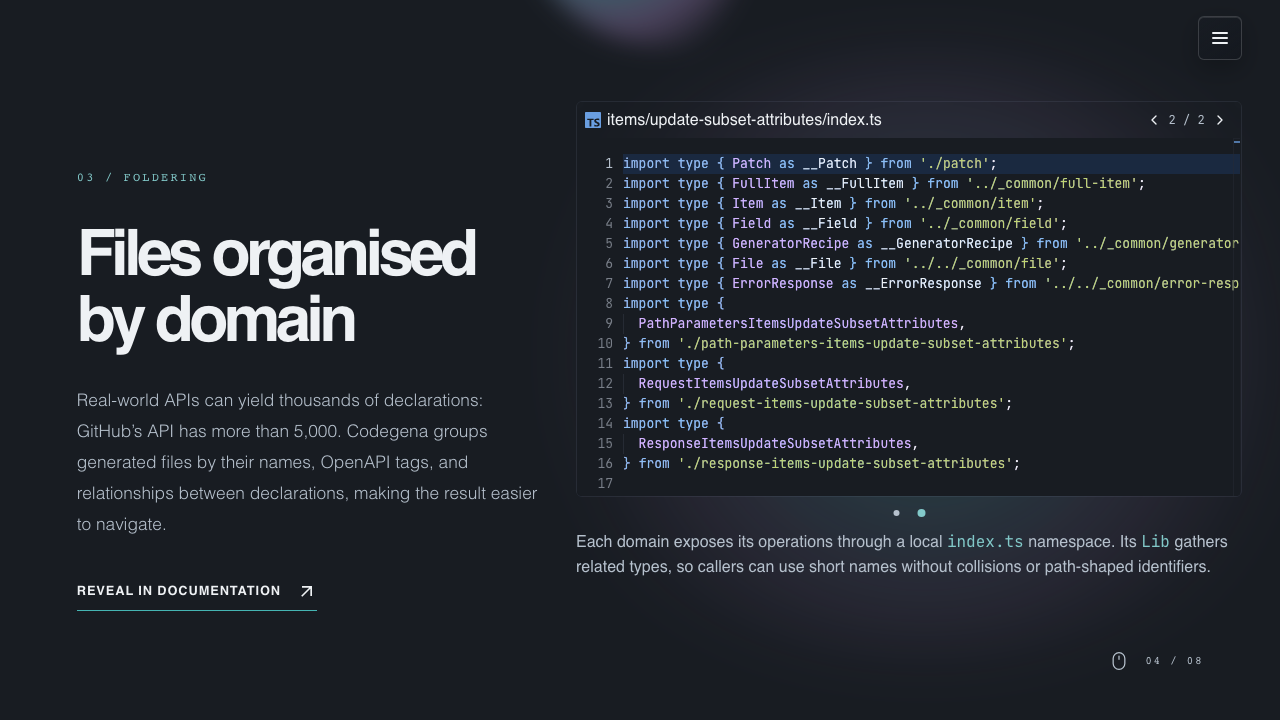 03 / FOLDERING
Files organised
by domain
Real-world APIs can yield thousands of declarations:
GitHub’s API has more than 5,000. Codegena groups
generated files by their names, OpenAPI tags, and
relationships between declarations, making the result easier
to navigate.
REVEAL IN DOCUMENTATION
TS items/update-subset-attributes/index.ts
2 / 2
1 import type { Patch as __Patch } from './patch';
2 import type { FullItem as __FullItem } from '../_common/full-item';
3 import type { Item as __Item } from '../_common/item';
4 import type { Field as __Field } from '../_common/field';
5 import type { GeneratorRecipe as __GeneratorRecipe } from '../_common/generator
6 import type { File as __File } from '../../_common/file';
7 import type { ErrorResponse as __ErrorResponse } from '../../_common/error-resp
8 import type {
9   PathParametersItemsUpdateSubsetAttributes,
10 } from './path-parameters-items-update-subset-attributes';
11 import type {
12   RequestItemsUpdateSubsetAttributes,
13 } from './request-items-update-subset-attributes';
14 import type {
15   ResponseItemsUpdateSubsetAttributes,
16 } from './response-items-update-subset-attributes';
17
Each domain exposes its operations through a local index.ts namespace. Its Lib gathers
related types, so callers can use short names without collisions or path-shaped identifiers.
04 / 08